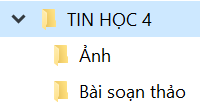 TIN HỌC 4
Ảnh
Bài soạn thảo